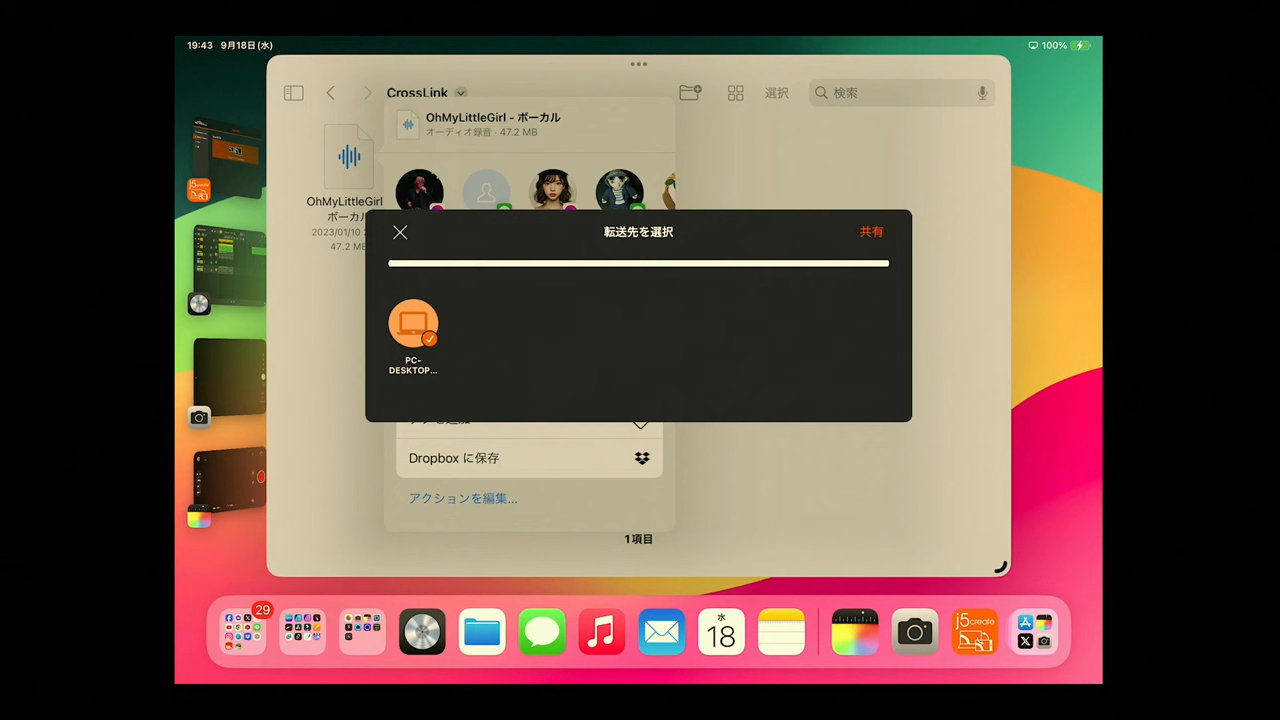 19:43 9月18日(水)
100%
CrossLink
選択
検索
OhMyLittleGirl - ボーカル
オーディオ録音・47.2 MB
OhMyLittleGirl
ボーカル
2023/01/10
47.2 MB
転送先を選択
共有
PC-
DESKTOP...
Dropbox に保存
アクションを編集...
1項目
29
水
18
j5create
j5create